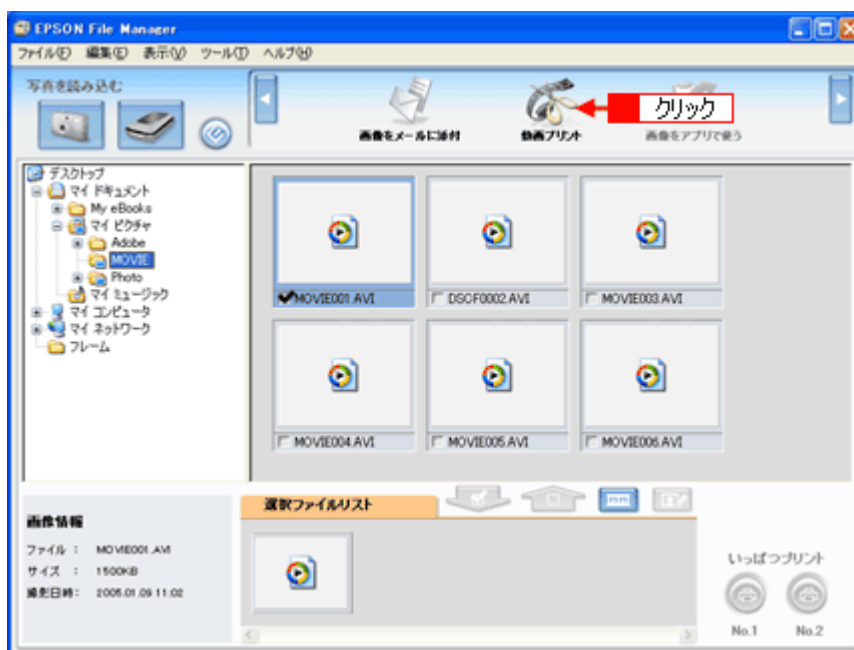 EPSON File Manager
ファイル(F) 編集(E) 表示(V) ツール(T) ヘルプ(H)
写真を読み込む
画像をメールに添付
動画プリント
クリック
画像をアプリで使う
デスクトップ
マイ ドキュメント
My eBooks
マイ ピクチャ
Adobe
MOVIE
Photo
マイ ミュージック
マイ コンピュータ
マイ ネットワーク
フレーム
MOVIE001.AVI
DSCF0002.AVI
MOVIE003.AVI
MOVIE004.AVI
MOVIE005.AVI
MOVIE006.AVI
選択ファイルリスト
画像情報
ファイル : MOVIE001.AVI
サイズ : 1500KB
撮影日時: 2005.01.09 11:02
いっぱつプリント
No.1 No.2